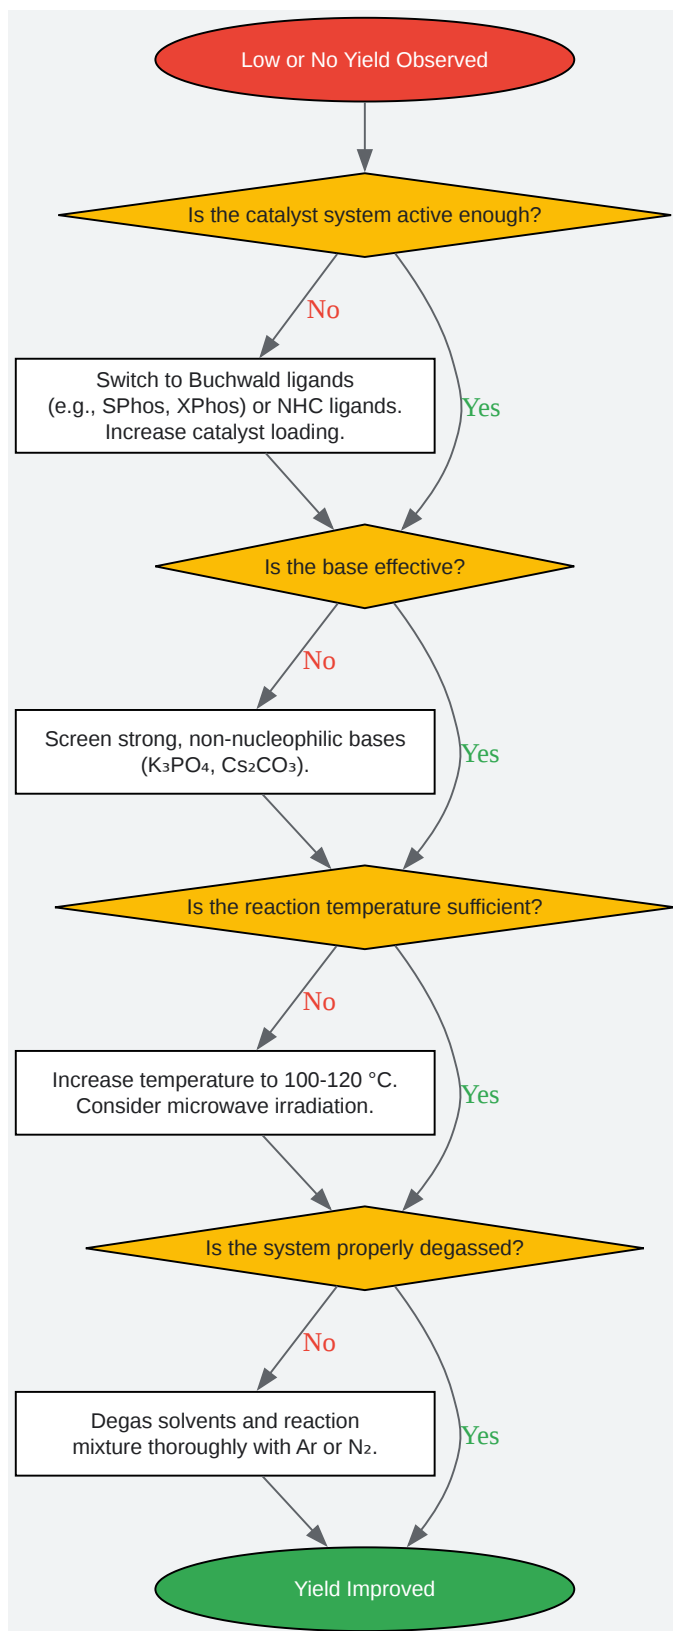 Low or No Yield Observed
Is the catalyst system active enough?
No
Switch to Buchwald ligands
(e.g., SPhos, XPhos) or NHC ligands.
Increase catalyst loading.
Yes
Is the base effective?
No
Screen strong, non-nucleophilic bases
(K₃PO₄, Cs₂CO₃).
Yes
Is the reaction temperature sufficient?
No
Increase temperature to 100-120 °C.
Consider microwave irradiation.
Yes
Is the system properly degassed?
No
Degas solvents and reaction
mixture thoroughly with Ar or N₂.
Yes
Yield Improved